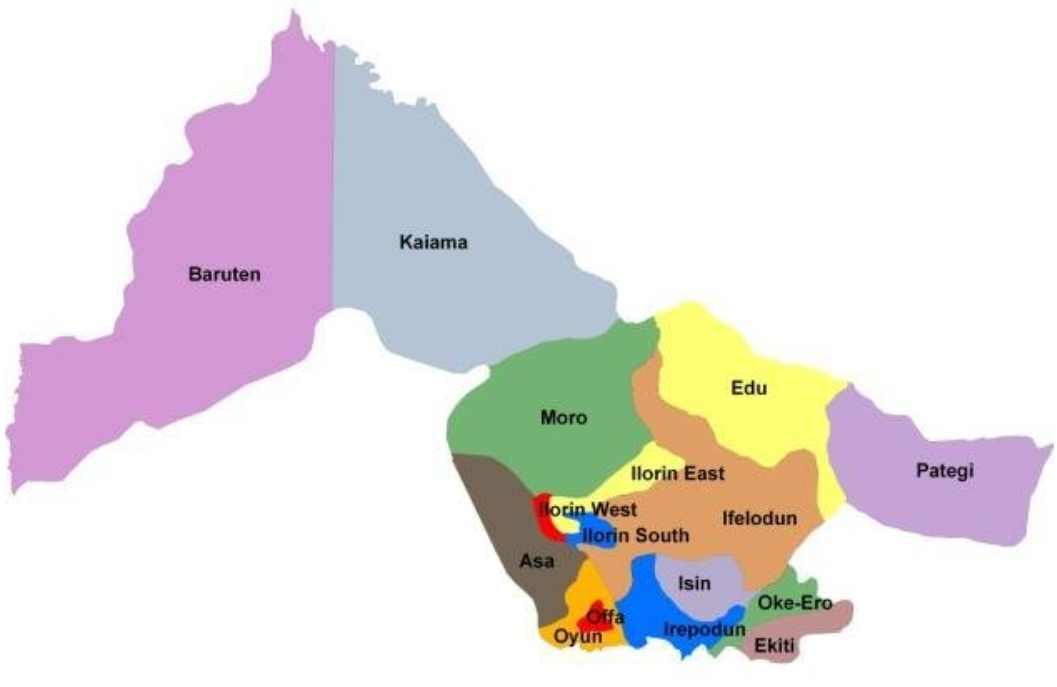 Kaiama
Baruten
Edu
Moro
Pategi
Ilorin East
Ilorin West
Ifelodun
Ilorin South
Asa
Isin
Oke-Ero
Offa
Irepodun
Oyun
Ekiti